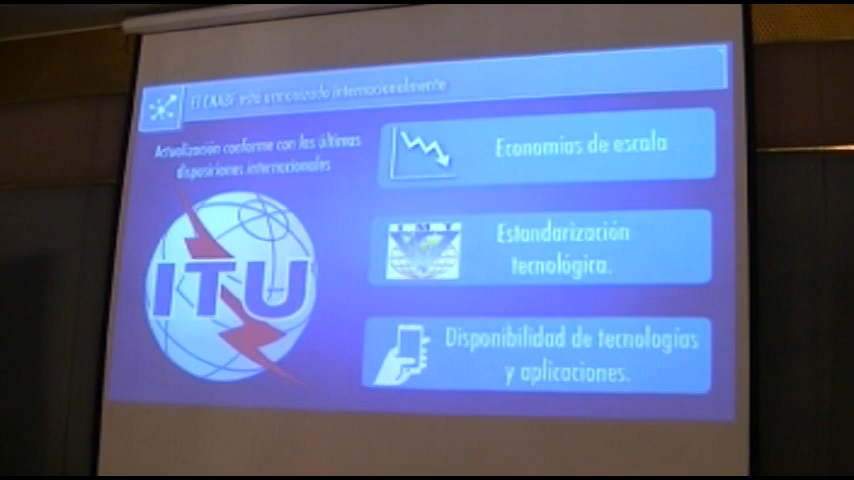 El CNABF está armonizado internacionalmente
Actualización conforme con las últimas
disposiciones internacionales
ITU
Economías de escala
IMT
Estandarización
tecnológica.
Disponibilidad de tecnologías
y aplicaciones.